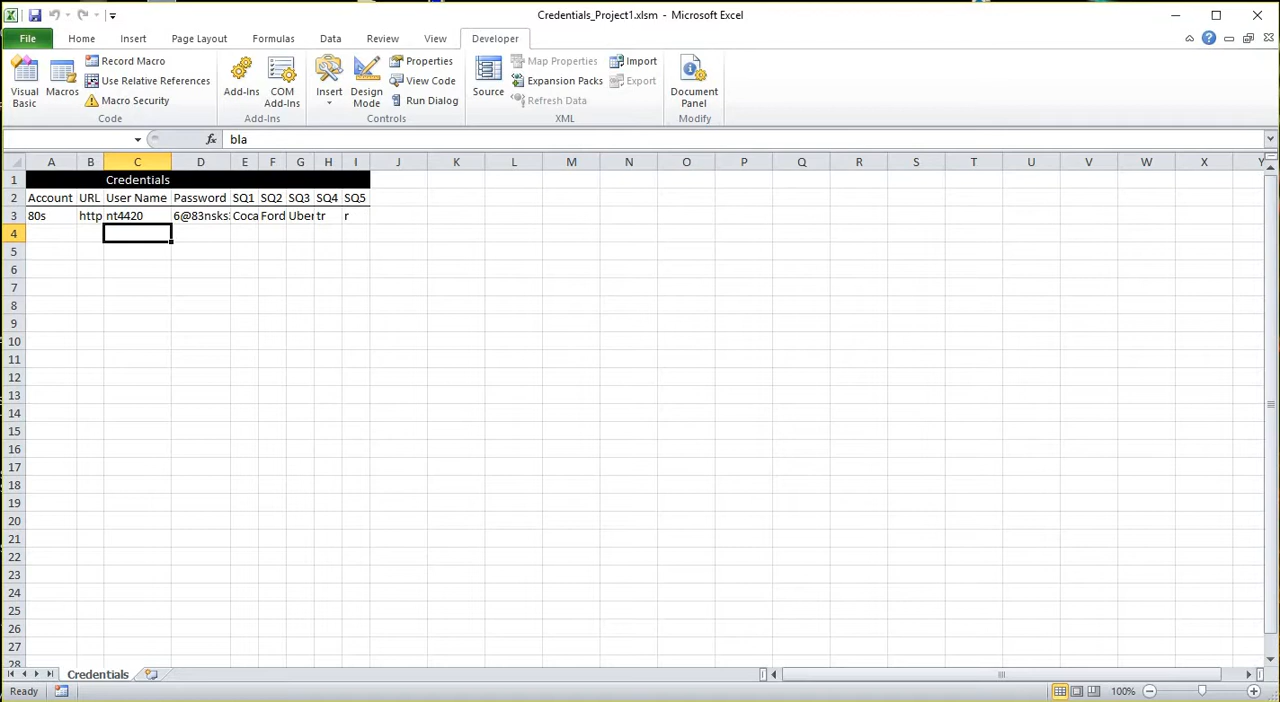 Credentials_Project1.xlsm - Microsoft Excel
File Home Insert Page Layout Formulas Data Review View Developer
Visual Basic
Macros
Record Macro
Use Relative References
Macro Security
Code
Add-Ins
COM Add-Ins
Add-Ins
Insert
Design Mode
Properties
View Code
Run Dialog
Controls
Source
Map Properties
Expansion Packs
Refresh Data
Import
Export
XML
Document Panel
Modify
fx bla
A B C D E F G H I J K L M N O P Q R S T U V W X Y
1 Credentials
2 Account URL User Name Password SQ1 SQ2 SQ3 SQ4 SQ5
3 80s http nt4420 6@83nsks Coca Ford Uber tr r
4
5
6
7
8
9
10
11
12
13
14
15
16
17
18
19
20
21
22
23
24
25
26
27
28
Credentials
Ready 100%